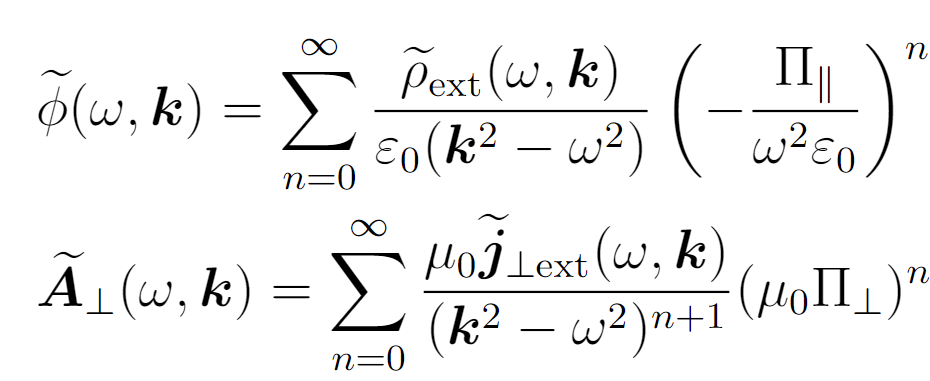 $\widetilde{\phi}(\omega, \boldsymbol{k}) = \sum_{n=0}^{\infty} \frac{\widetilde{\rho}_{\text{ext}}(\omega, \boldsymbol{k})}{\varepsilon_0(\boldsymbol{k}^2 - \omega^2)} \left( -\frac{\Pi_{\parallel}}{\omega^2 \varepsilon_0} \right)^n$
$\widetilde{\boldsymbol{A}}_{\perp}(\omega, \boldsymbol{k}) = \sum_{n=0}^{\infty} \frac{\mu_0 \widetilde{\boldsymbol{j}}_{\perp \text{ext}}(\omega, \boldsymbol{k})}{(\boldsymbol{k}^2 - \omega^2)^{n+1}} (\mu_0 \Pi_{\perp})^n$